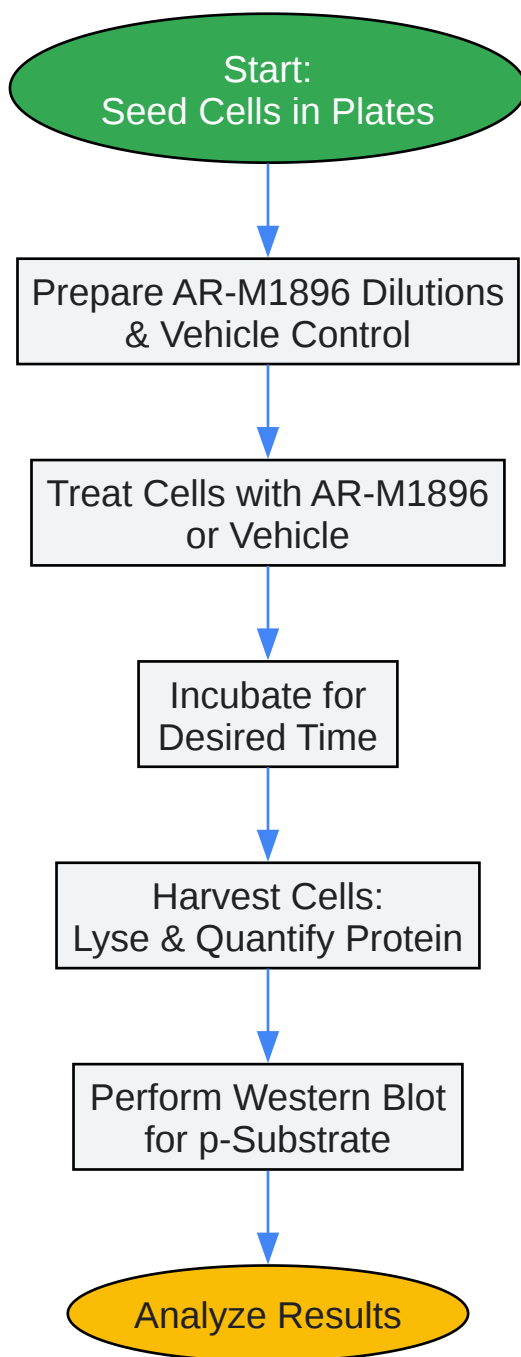 Start:
Seed Cells in Plates
Prepare AR-M1896 Dilutions
& Vehicle Control
Treat Cells with AR-M1896
or Vehicle
Incubate for
Desired Time
Harvest Cells:
Lyse & Quantify Protein
Perform Western Blot
for p-Substrate
Analyze Results